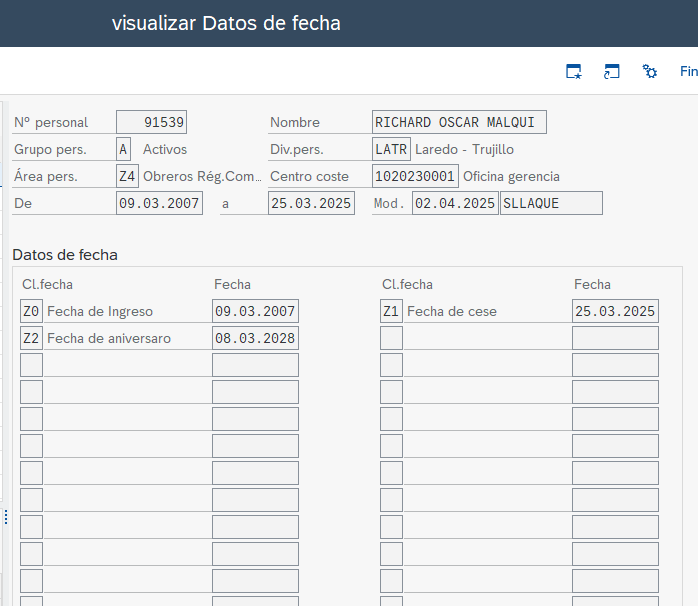 visualizar Datos de fecha
Fin
Nº personal 91539 Nombre RICHARD OSCAR MALQUI
Grupo pers. A Activos Div.pers. LATR Laredo - Trujillo
Área pers. Z4 Obreros Rég.Com... Centro coste 1020230001 Oficina gerencia
De 09.03.2007 a 25.03.2025 Mod. 02.04.2025 SLLAQUE
Datos de fecha
Cl.fecha Fecha Cl.fecha Fecha
Z0 Fecha de Ingreso 09.03.2007 Z1 Fecha de cese 25.03.2025
Z2 Fecha de aniversaro 08.03.2028